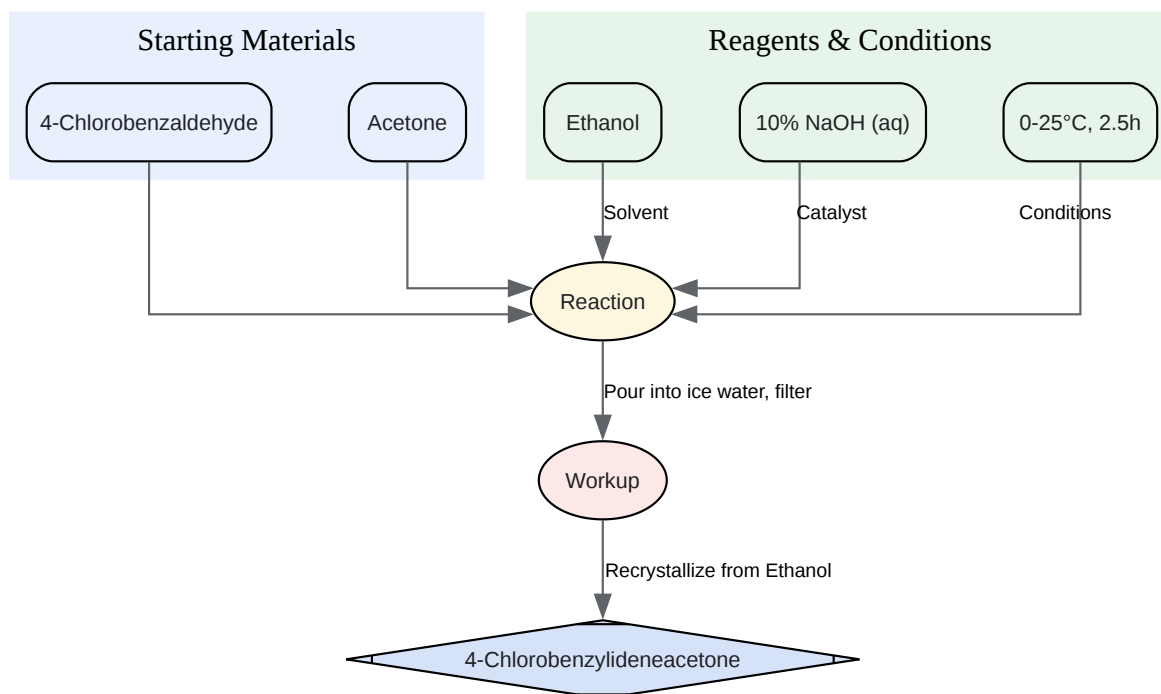 Starting Materials
Reagents & Conditions
4-Chlorobenzaldehyde
Acetone
Ethanol
10% NaOH (aq)
0-25°C, 2.5h
Solvent
Catalyst
Conditions
Reaction
Pour into ice water, filter
Workup
Recrystallize from Ethanol
4-Chlorobenzylideneacetone